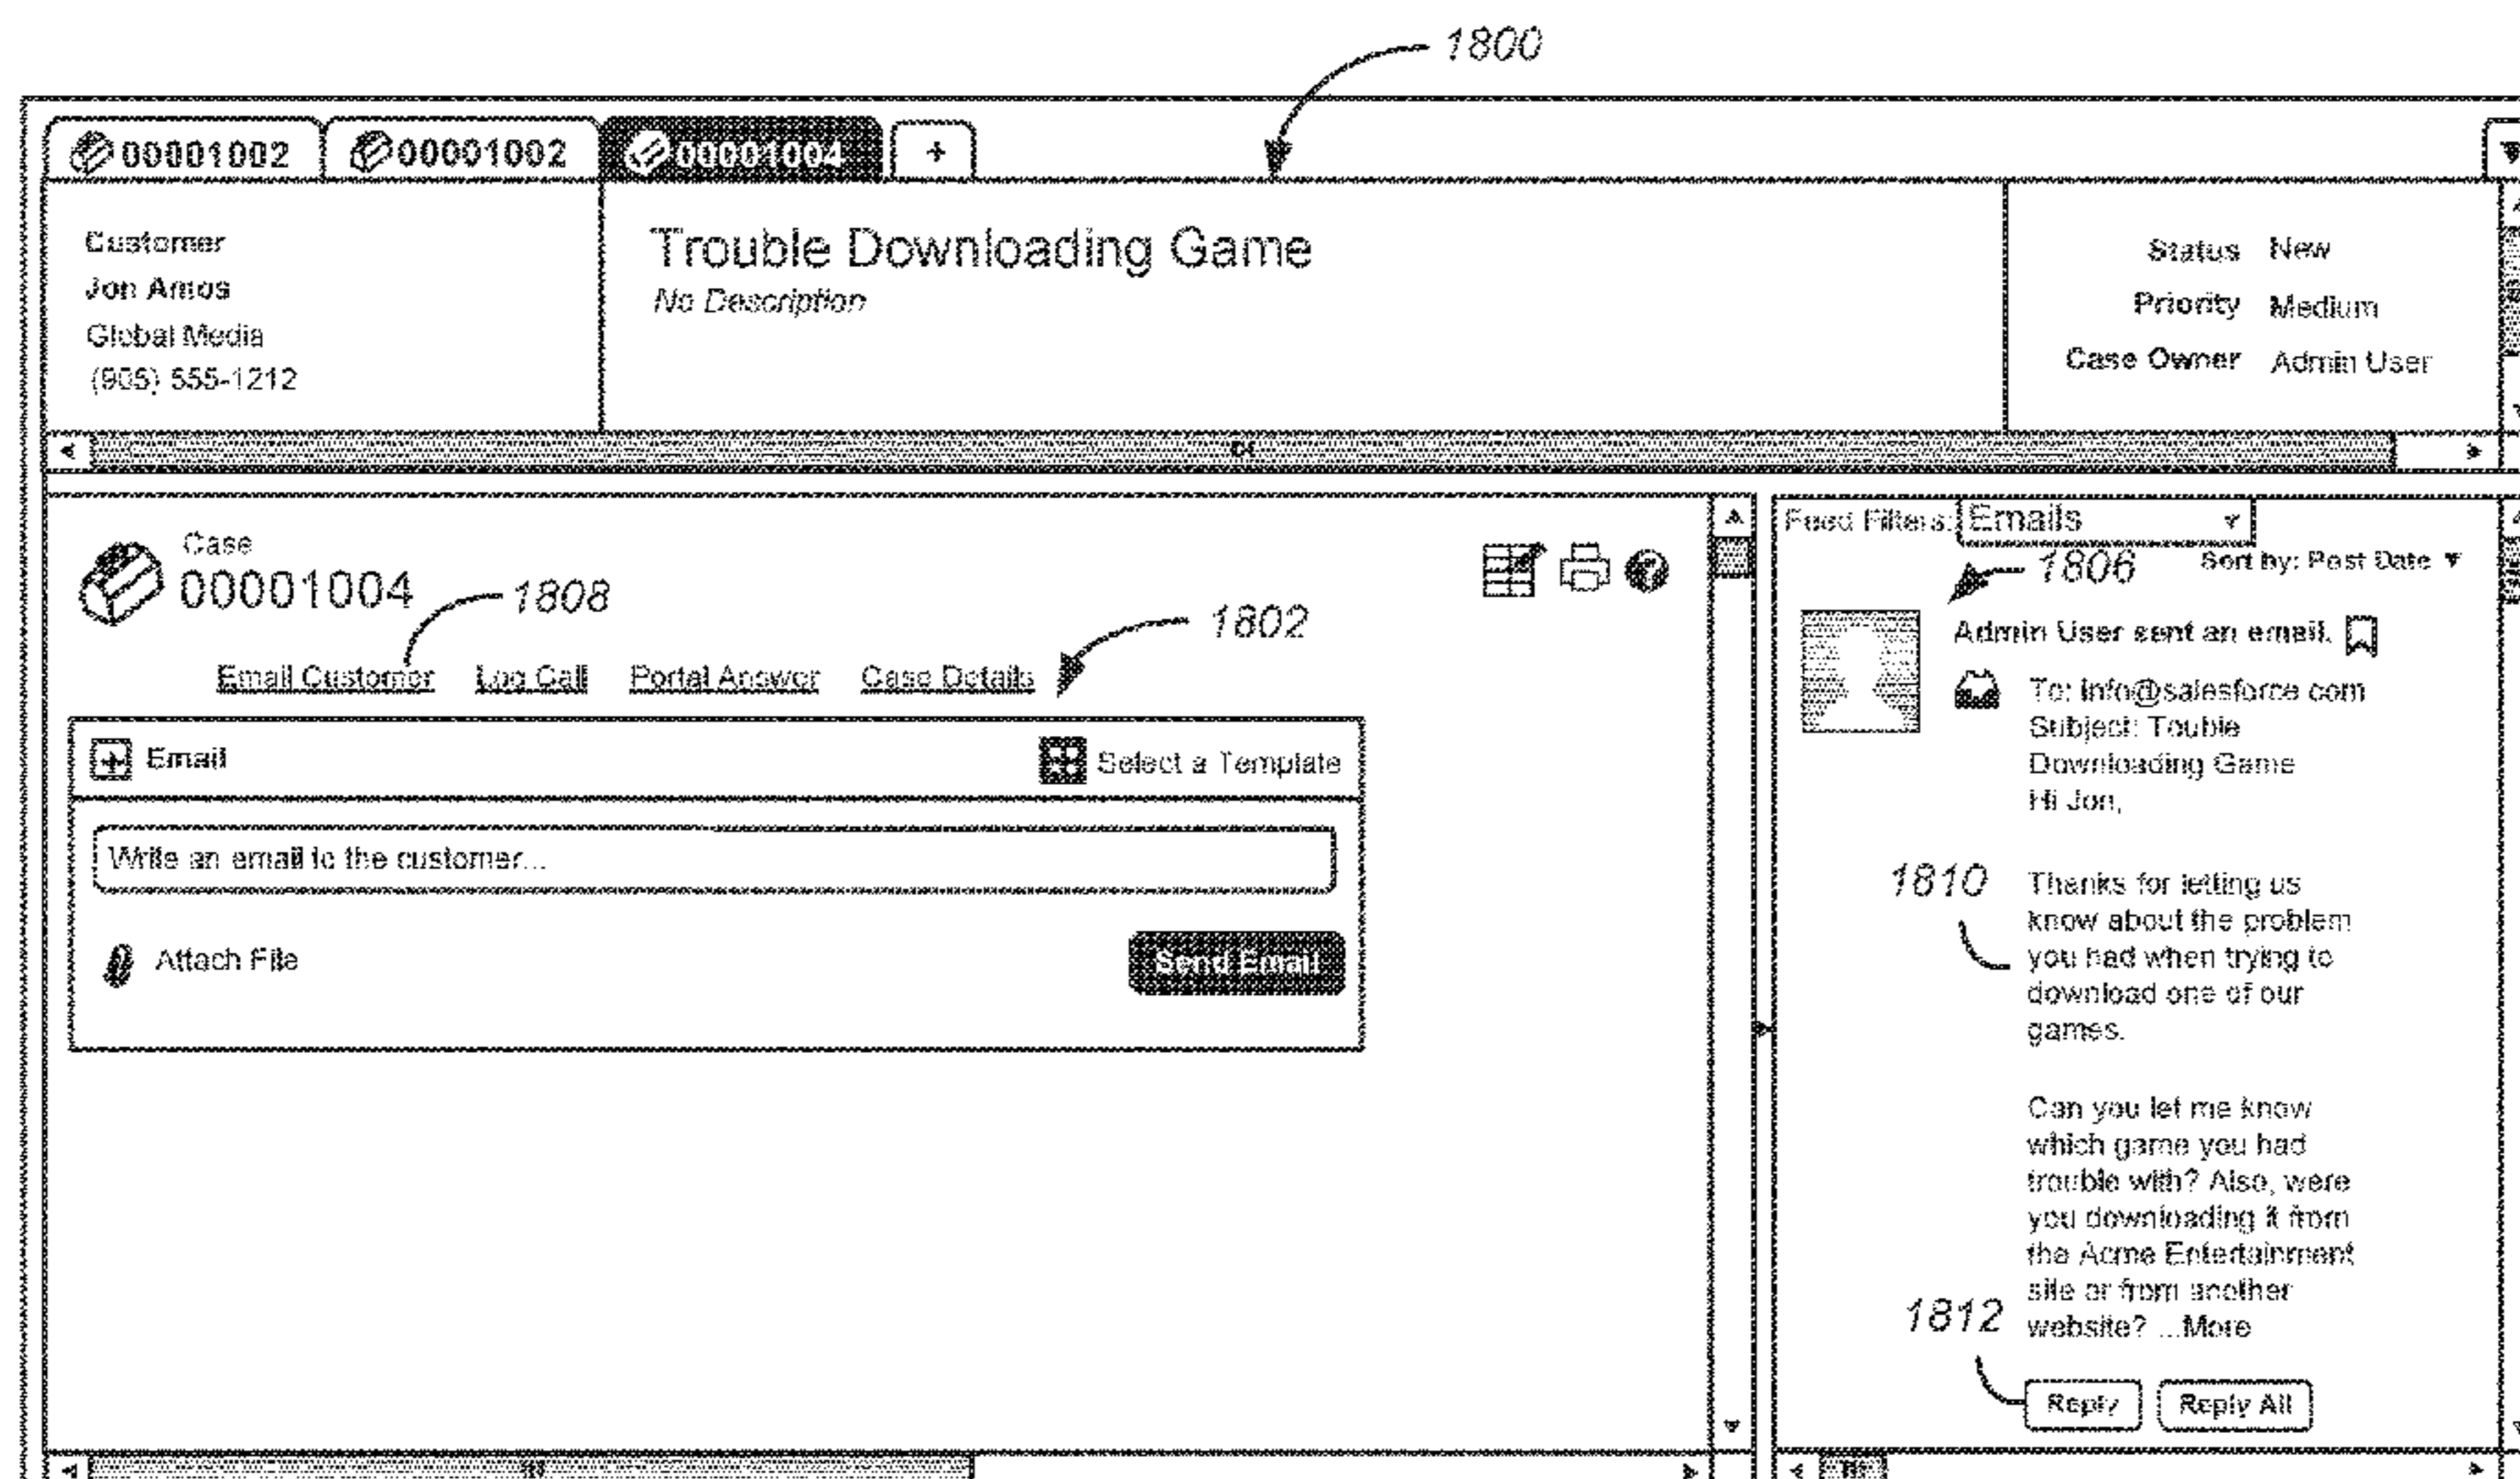 1800
00001002 00001002 00001004 +
Customer
Jon Amos
Global Media
(905) 555-1212
Trouble Downloading Game
No Description
Status New
Priority Medium
Case Owner Admin User
Case
00001004
1808
1802
Email Customer Log Call Portal Answer Case Details
Email Select a Template
Write an email to the customer...
Attach File Send Email
Feed Filters: Emails
1806 Sort by: Post Date
Admin User sent an email.
To: info@salesforce.com
Subject: Touble
Downloading Game
Hi Jon,
1810
Thanks for letting us
know about the problem
you had when trying to
download one of our
games.
Can you let me know
which game you had
trouble with? Also, were
you downloading it from
the Acme Entertainment
site or from another
website? ...More
1812
Reply Reply All